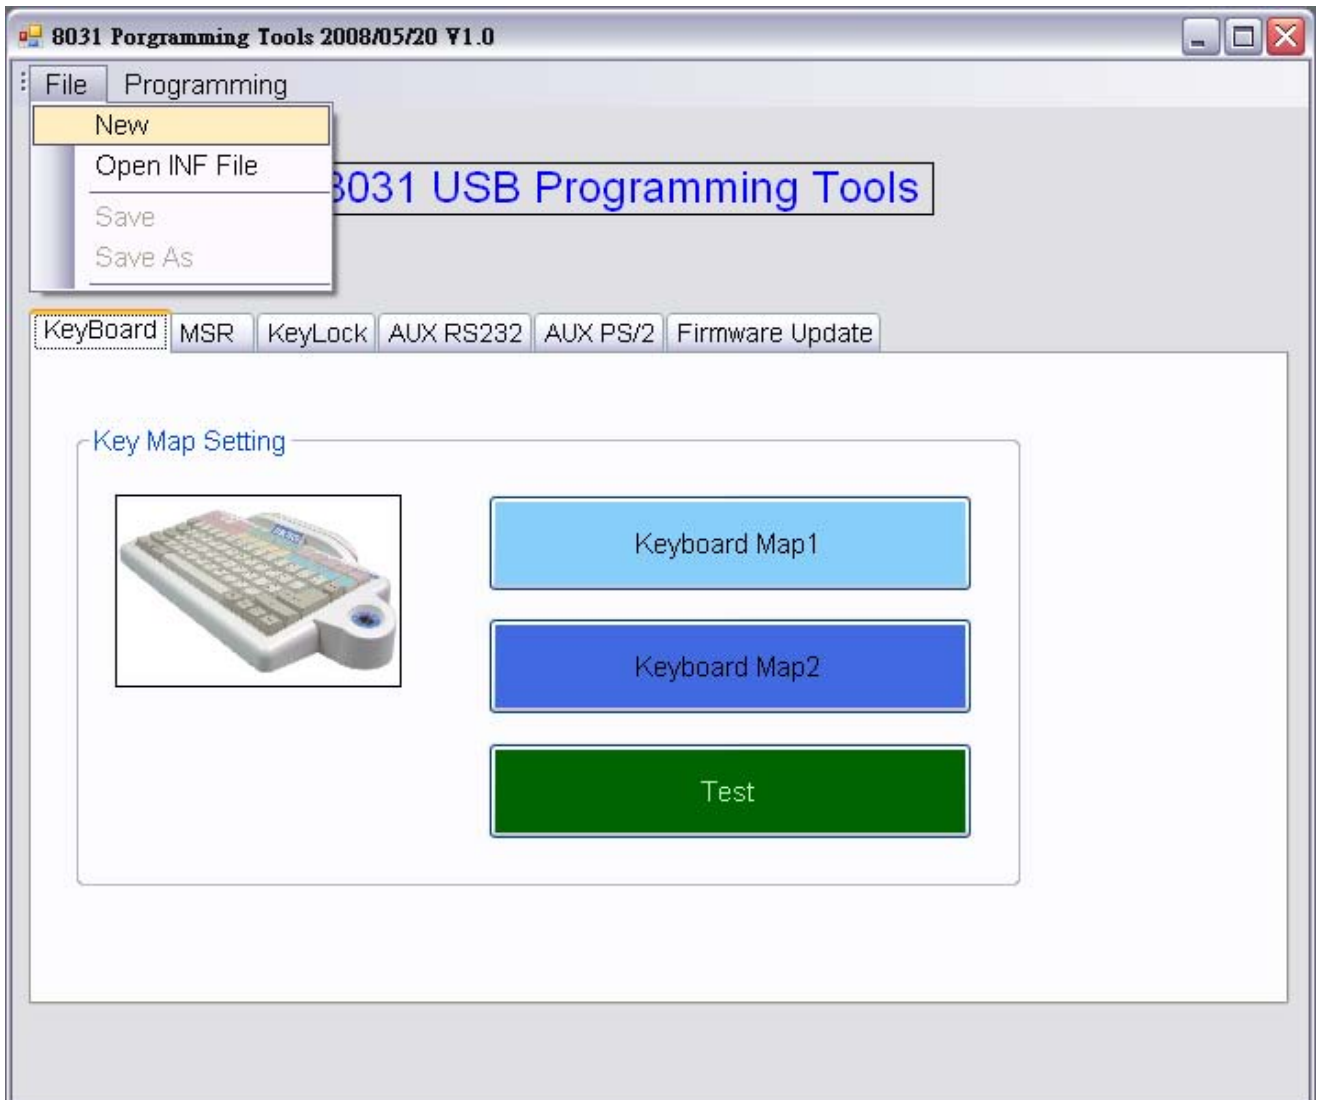 8031 Porgramming Tools 2008/05/20 V1.0
File Programming
New
Open INF File
Save
Save As
8031 USB Programming Tools
KeyBoard MSR KeyLock AUX RS232 AUX PS/2 Firmware Update
Key Map Setting
Keyboard Map1
Keyboard Map2
Test